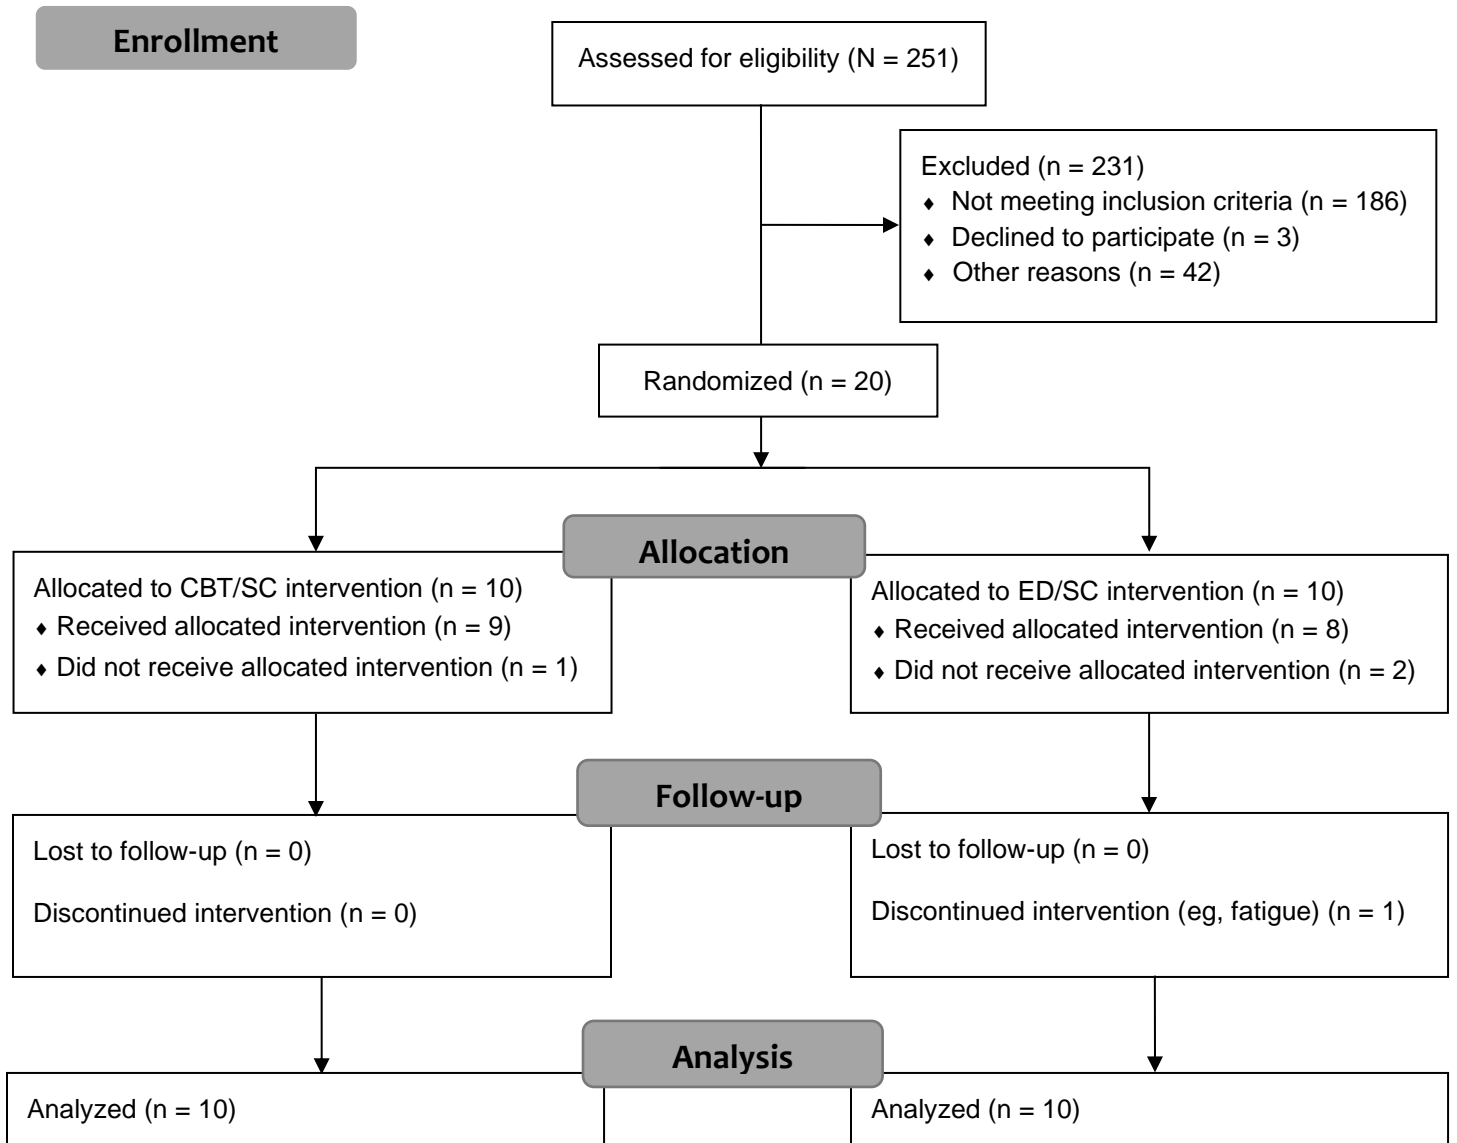 Enrollment
Assessed for eligibility (N = 251)
Excluded (n = 231)
♦ Not meeting inclusion criteria (n = 186)
♦ Declined to participate (n = 3)
♦ Other reasons (n = 42)
Randomized (n = 20)
Allocation
Allocated to CBT/SC intervention (n = 10)
♦ Received allocated intervention (n = 9)
♦ Did not receive allocated intervention (n = 1)
Allocated to ED/SC intervention (n = 10)
♦ Received allocated intervention (n = 8)
♦ Did not receive allocated intervention (n = 2)
Follow-up
Lost to follow-up (n = 0)
Discontinued intervention (n = 0)
Lost to follow-up (n = 0)
Discontinued intervention (eg, fatigue) (n = 1)
Analysis
Analyzed (n = 10)
Analyzed (n = 10)